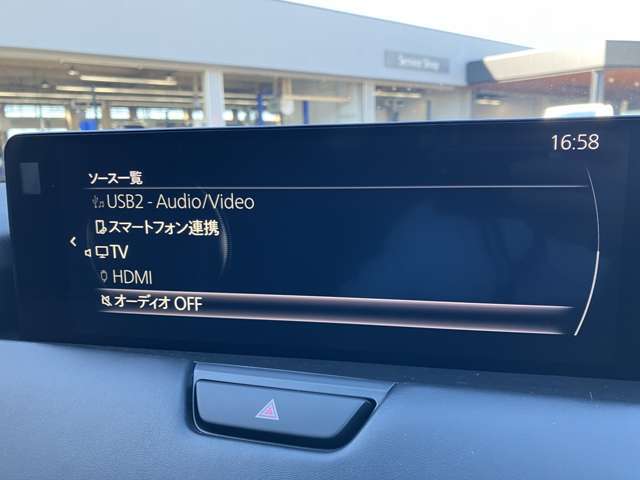 Service Shop
16:58
ソース一覧
USB2 - Audio/Video
スマートフォン連携
TV
HDMI
オーディオ OFF